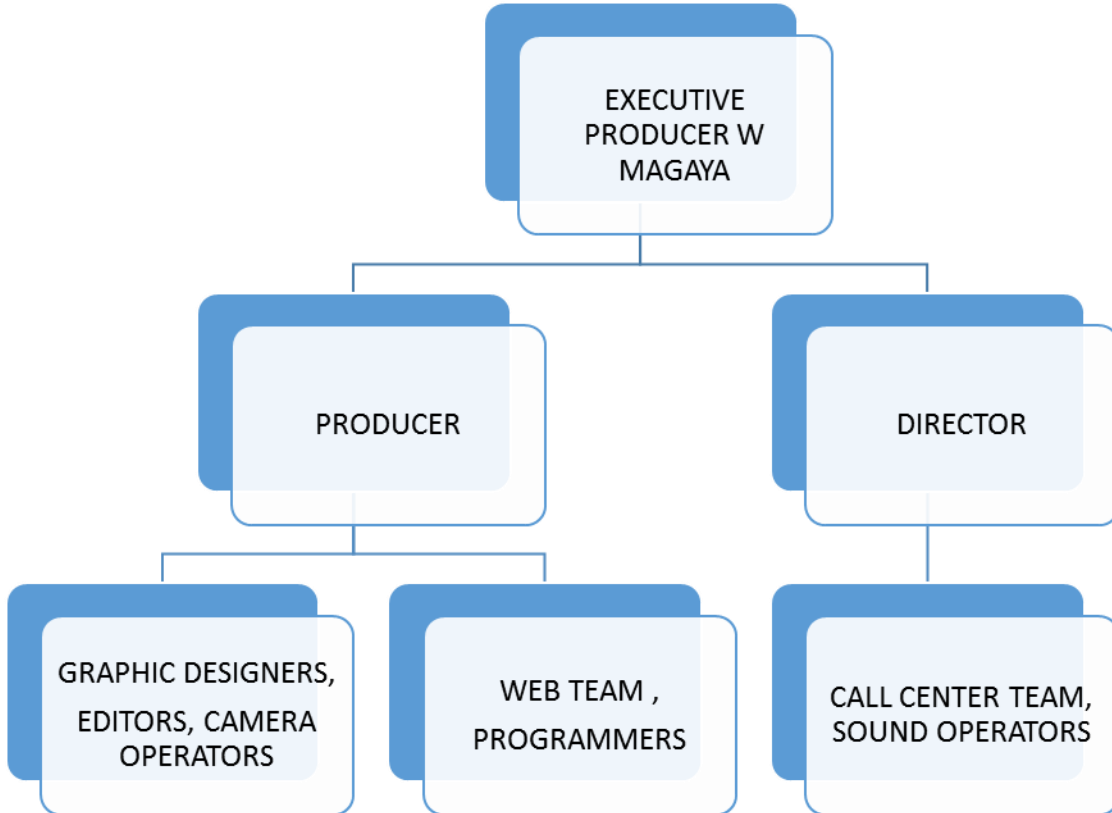 EXECUTIVE
PRODUCER W
MAGAYA
PRODUCER
DIRECTOR
GRAPHIC DESIGNERS,
EDITORS, CAMERA
OPERATORS
WEB TEAM ,
PROGRAMMERS
CALL CENTER TEAM,
SOUND OPERATORS